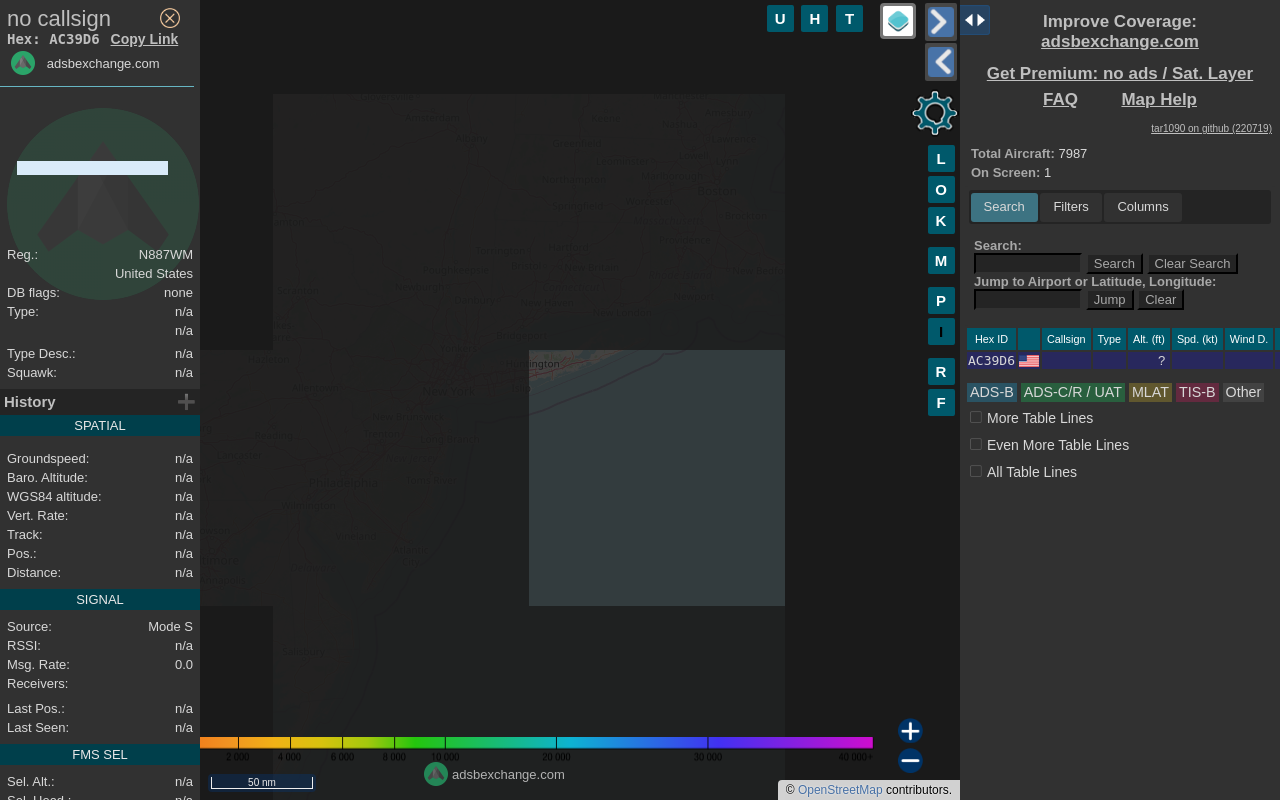 no callsign
Hex: AC39D6 Copy Link
adsbexchange.com
Reg.: N887WM
United States
DB flags: none
Type: n/a
n/a
Type Desc.: n/a
Squawk: n/a
History
SPATIAL
Groundspeed: n/a
Baro. Altitude: n/a
WGS84 altitude: n/a
Vert. Rate: n/a
Track: n/a
Pos.: n/a
Distance: n/a
SIGNAL
Source: Mode S
RSSI: n/a
Msg. Rate: 0.0
Receivers:
Last Pos.: n/a
Last Seen: n/a
FMS SEL
Sel. Alt.: n/a
Sel. Head.: n/a
U H T
L
O
K
M
P
I
R
F
2 000 4 000 6 000 8 000 10 000 20 000 30 000 40 000+
50 nm
adsbexchange.com
© OpenStreetMap contributors.
Improve Coverage:
adsbexchange.com
Get Premium: no ads / Sat. Layer
FAQ Map Help
tar1090 on github (220719)
Total Aircraft: 7987
On Screen: 1
Search Filters Columns
Search:
Search Clear Search
Jump to Airport or Latitude, Longitude:
Jump Clear
Hex ID Callsign Type Alt. (ft) Spd. (kt) Wind D.
AC39D6 ?
ADS-B ADS-C/R / UAT MLAT TIS-B Other
More Table Lines
Even More Table Lines
All Table Lines